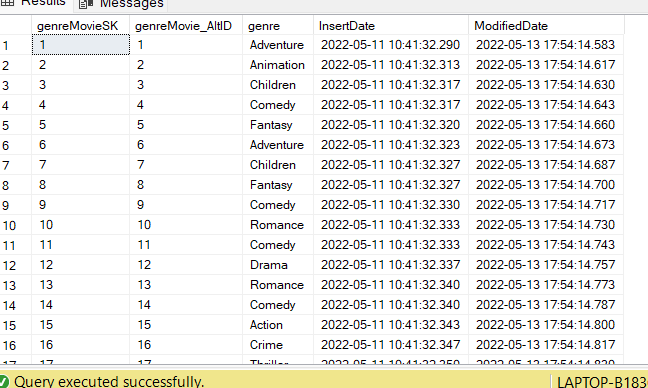 Results Messages
genreMovieSK genreMovie_AltID genre InsertDate ModifiedDate
1 1 1 Adventure 2022-05-11 10:41:32.290 2022-05-13 17:54:14.583
2 2 2 Animation 2022-05-11 10:41:32.313 2022-05-13 17:54:14.617
3 3 3 Children 2022-05-11 10:41:32.317 2022-05-13 17:54:14.630
4 4 4 Comedy 2022-05-11 10:41:32.317 2022-05-13 17:54:14.643
5 5 5 Fantasy 2022-05-11 10:41:32.320 2022-05-13 17:54:14.660
6 6 6 Adventure 2022-05-11 10:41:32.323 2022-05-13 17:54:14.673
7 7 7 Children 2022-05-11 10:41:32.327 2022-05-13 17:54:14.687
8 8 8 Fantasy 2022-05-11 10:41:32.327 2022-05-13 17:54:14.700
9 9 9 Comedy 2022-05-11 10:41:32.330 2022-05-13 17:54:14.717
10 10 10 Romance 2022-05-11 10:41:32.333 2022-05-13 17:54:14.730
11 11 11 Comedy 2022-05-11 10:41:32.333 2022-05-13 17:54:14.743
12 12 12 Drama 2022-05-11 10:41:32.337 2022-05-13 17:54:14.757
13 13 13 Romance 2022-05-11 10:41:32.340 2022-05-13 17:54:14.773
14 14 14 Comedy 2022-05-11 10:41:32.340 2022-05-13 17:54:14.787
15 15 15 Action 2022-05-11 10:41:32.343 2022-05-13 17:54:14.800
16 16 16 Crime 2022-05-11 10:41:32.347 2022-05-13 17:54:14.817
17 17 17 Thriller 2022-05-11 10:41:32.350 2022-05-13 17:54:14.830
Query executed successfully. LAPTOP-B183